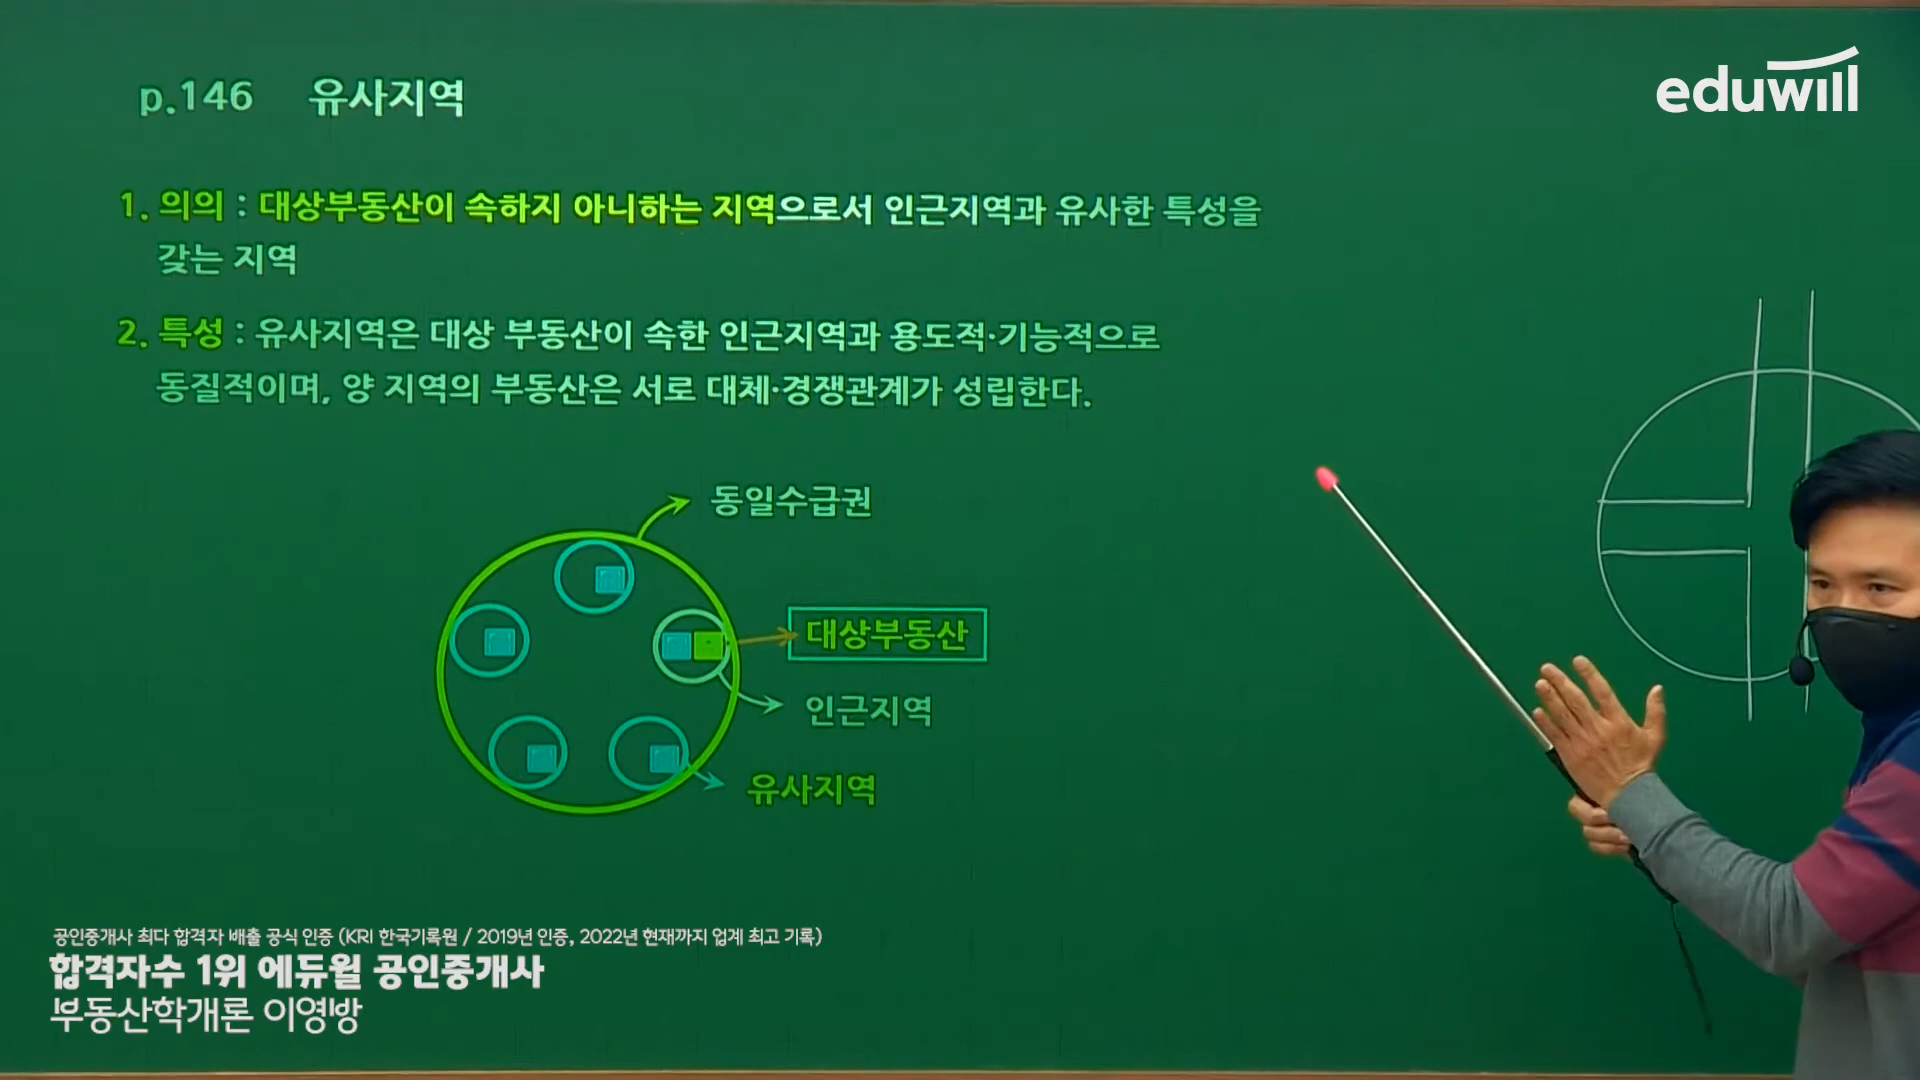 p.146 유사지역
eduwill
1. 의의 : 대상부동산이 속하지 아니하는 지역으로서 인근지역과 유사한 특성을
갖는 지역
2. 특성 : 유사지역은 대상 부동산이 속한 인근지역과 용도적·기능적으로
동질적이며, 양 지역의 부동산은 서로 대체·경쟁관계가 성립한다.
동일수급권
대상부동산
인근지역
유사지역
공인중개사 최다 합격자 배출 공식 인증 (KRI 한국기록원 / 2019년 인증, 2022년 현재까지 업계 최고 기록)
합격자수 1위 에듀윌 공인중개사
부동산학개론 이영방